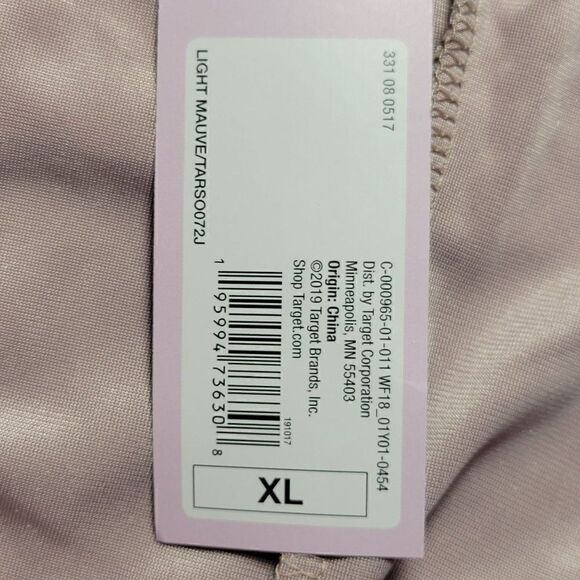 331 08 0517
LIGHT MAUVE/TARSO072J
C-000965-01-011 WF18_01Y01-0454
Dist. by Target Corporation
Minneapolis, MN 55403
Origin: China
©2019 Target Brands, Inc.
Shop Target.com
191017
1 95994 73630 8
XL